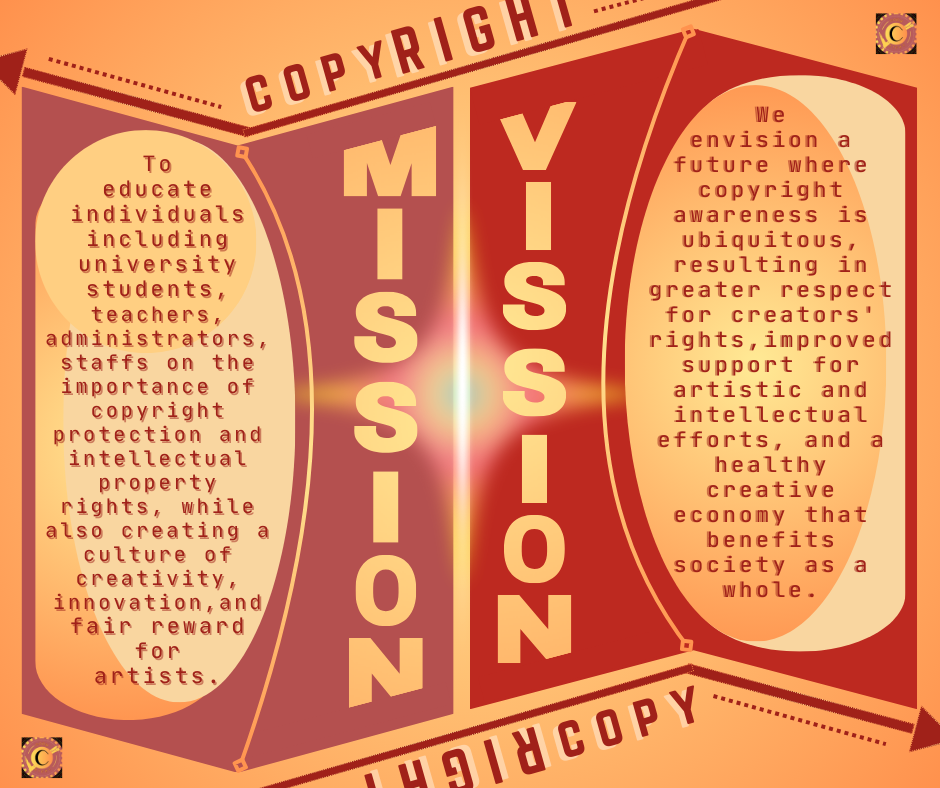 COPYRIGHT
C
To
educate
individuals
including
university
students,
teachers,
administrators,
staffs on the
importance of
copyright
protection and
intellectual
property
rights, while
also creating a
culture of
creativity,
innovation,and
fair reward
for
artists.
MISSION
VISSION
We
envision a
future where
copyright
awareness is
ubiquitous,
resulting in
greater respect
for creators'
rights,improved
support for
artistic and
intellectual
efforts, and a
healthy
creative
economy that
benefits
society as a
whole.
C
COPYRIGHT